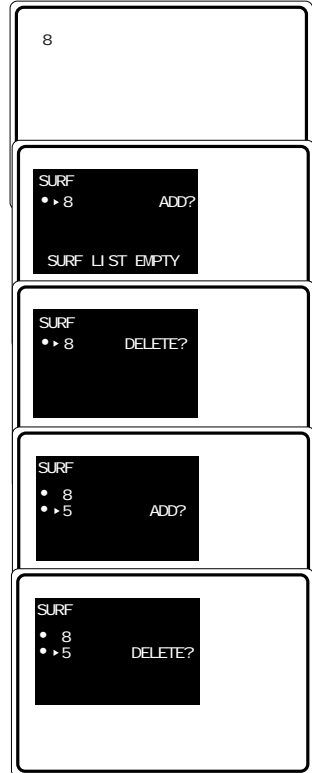 8
SURF
•▸8 ADD?
SURF LIST EMPTY
SURF
•▸8 DELETE?
SURF
• 8
•▸5 ADD?
SURF
• 8
•▸5 DELETE?